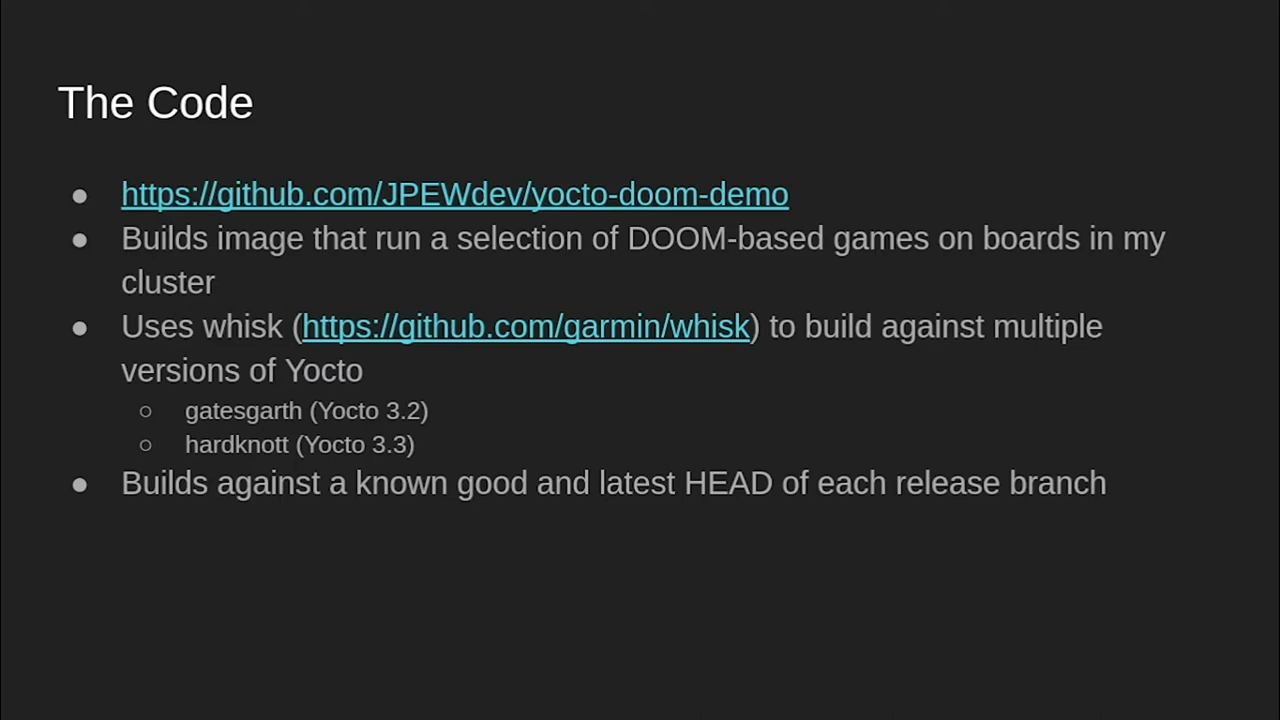 The Code
● https://github.com/JPEWdev/yocto-doom-demo
● Builds image that run a selection of DOOM-based games on boards in my
cluster
● Uses whisk (https://github.com/garmin/whisk) to build against multiple
versions of Yocto
○ gatesgarth (Yocto 3.2)
○ hardknott (Yocto 3.3)
● Builds against a known good and latest HEAD of each release branch